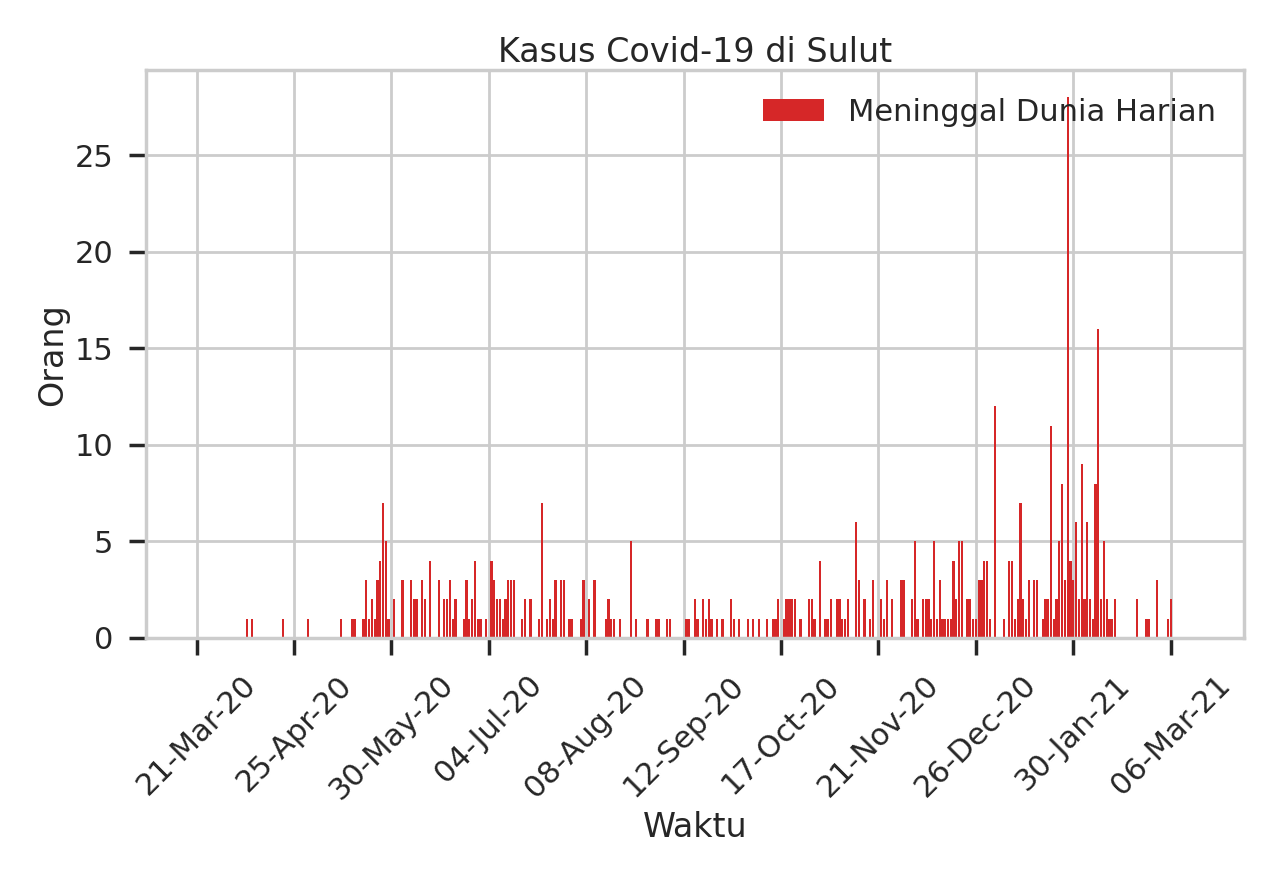 Kasus Covid-19 di Sulut
Meninggal Dunia Harian
Orang
25
20
15
10
5
0
21-Mar-20
25-Apr-20
30-May-20
04-Jul-20
08-Aug-20
12-Sep-20
17-Oct-20
21-Nov-20
26-Dec-20
30-Jan-21
06-Mar-21
Waktu